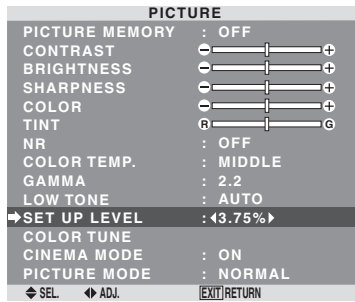 PICTURE
PICTURE MEMORY : OFF
CONTRAST
BRIGHTNESS
SHARPNESS
COLOR
TINT R G
NR : OFF
COLOR TEMP. : MIDDLE
GAMMA : 2.2
LOW TONE : AUTO
SET UP LEVEL : 3.75%
COLOR TUNE
CINEMA MODE : ON
PICTURE MODE : NORMAL
SEL. ADJ. EXIT RETURN